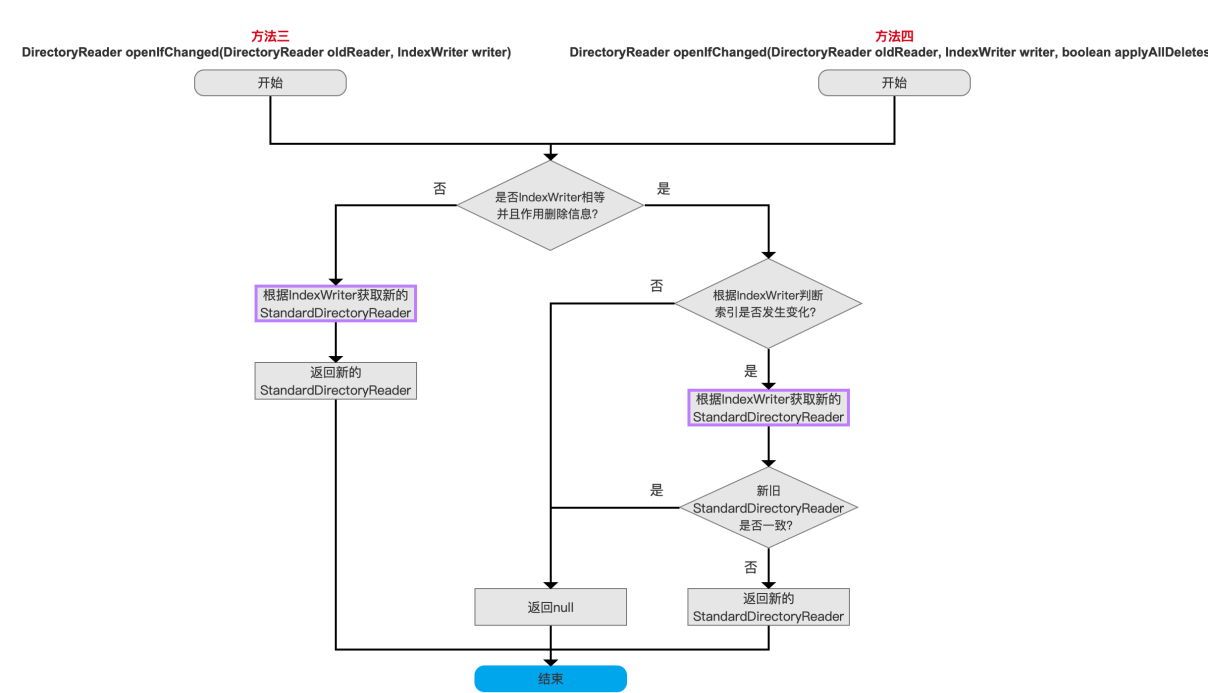 方法三
DirectoryReader openIfChanged(DirectoryReader oldReader, IndexWriter writer)
方法四
DirectoryReader openIfChanged(DirectoryReader oldReader, IndexWriter writer, boolean applyAllDeletes
开始
开始
否
是否IndexWriter相等
并且作用删除信息?
是
根据IndexWriter获取新的
StandardDirectoryReader
否
根据IndexWriter判断
索引是否发生变化?
返回新的
StandardDirectoryReader
是
根据IndexWriter获取新的
StandardDirectoryReader
是
新旧
StandardDirectoryReader
是否一致?
否
返回null
返回新的
StandardDirectoryReader
结束